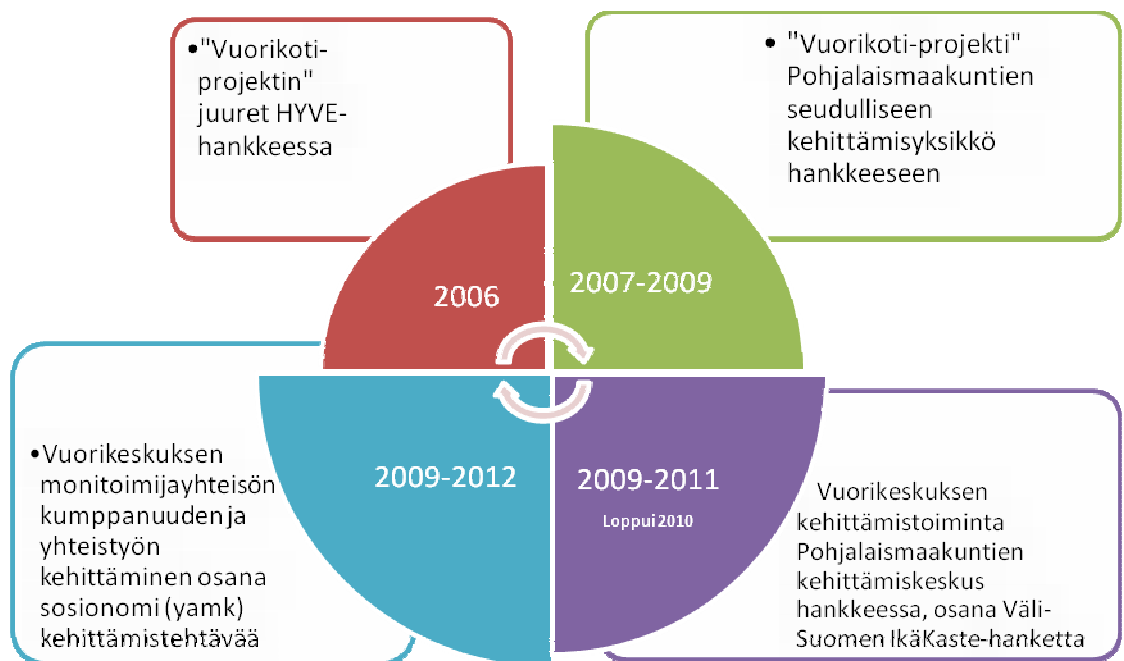 •"Vuorikoti-
projektin"
juuret HYVE-
hankkeessa
• "Vuorikoti-projekti"
Pohjalaismaakuntien
seudulliseen
kehittämisyksikkö
hankkeeseen
2006
2007-2009
2009-2012
2009-2011
Loppui 2010
•Vuorikeskuksen
monitoimijayhteisön
kumppanuuden ja
yhteistyön
kehittäminen osana
sosionomi (yamk)
kehittämistehtävää
Vuorikeskuksen
kehittämistoiminta
Pohjalaismaakuntien
kehittämiskeskus
hankkeessa, osana Väli-
Suomen IkäKaste-hanketta